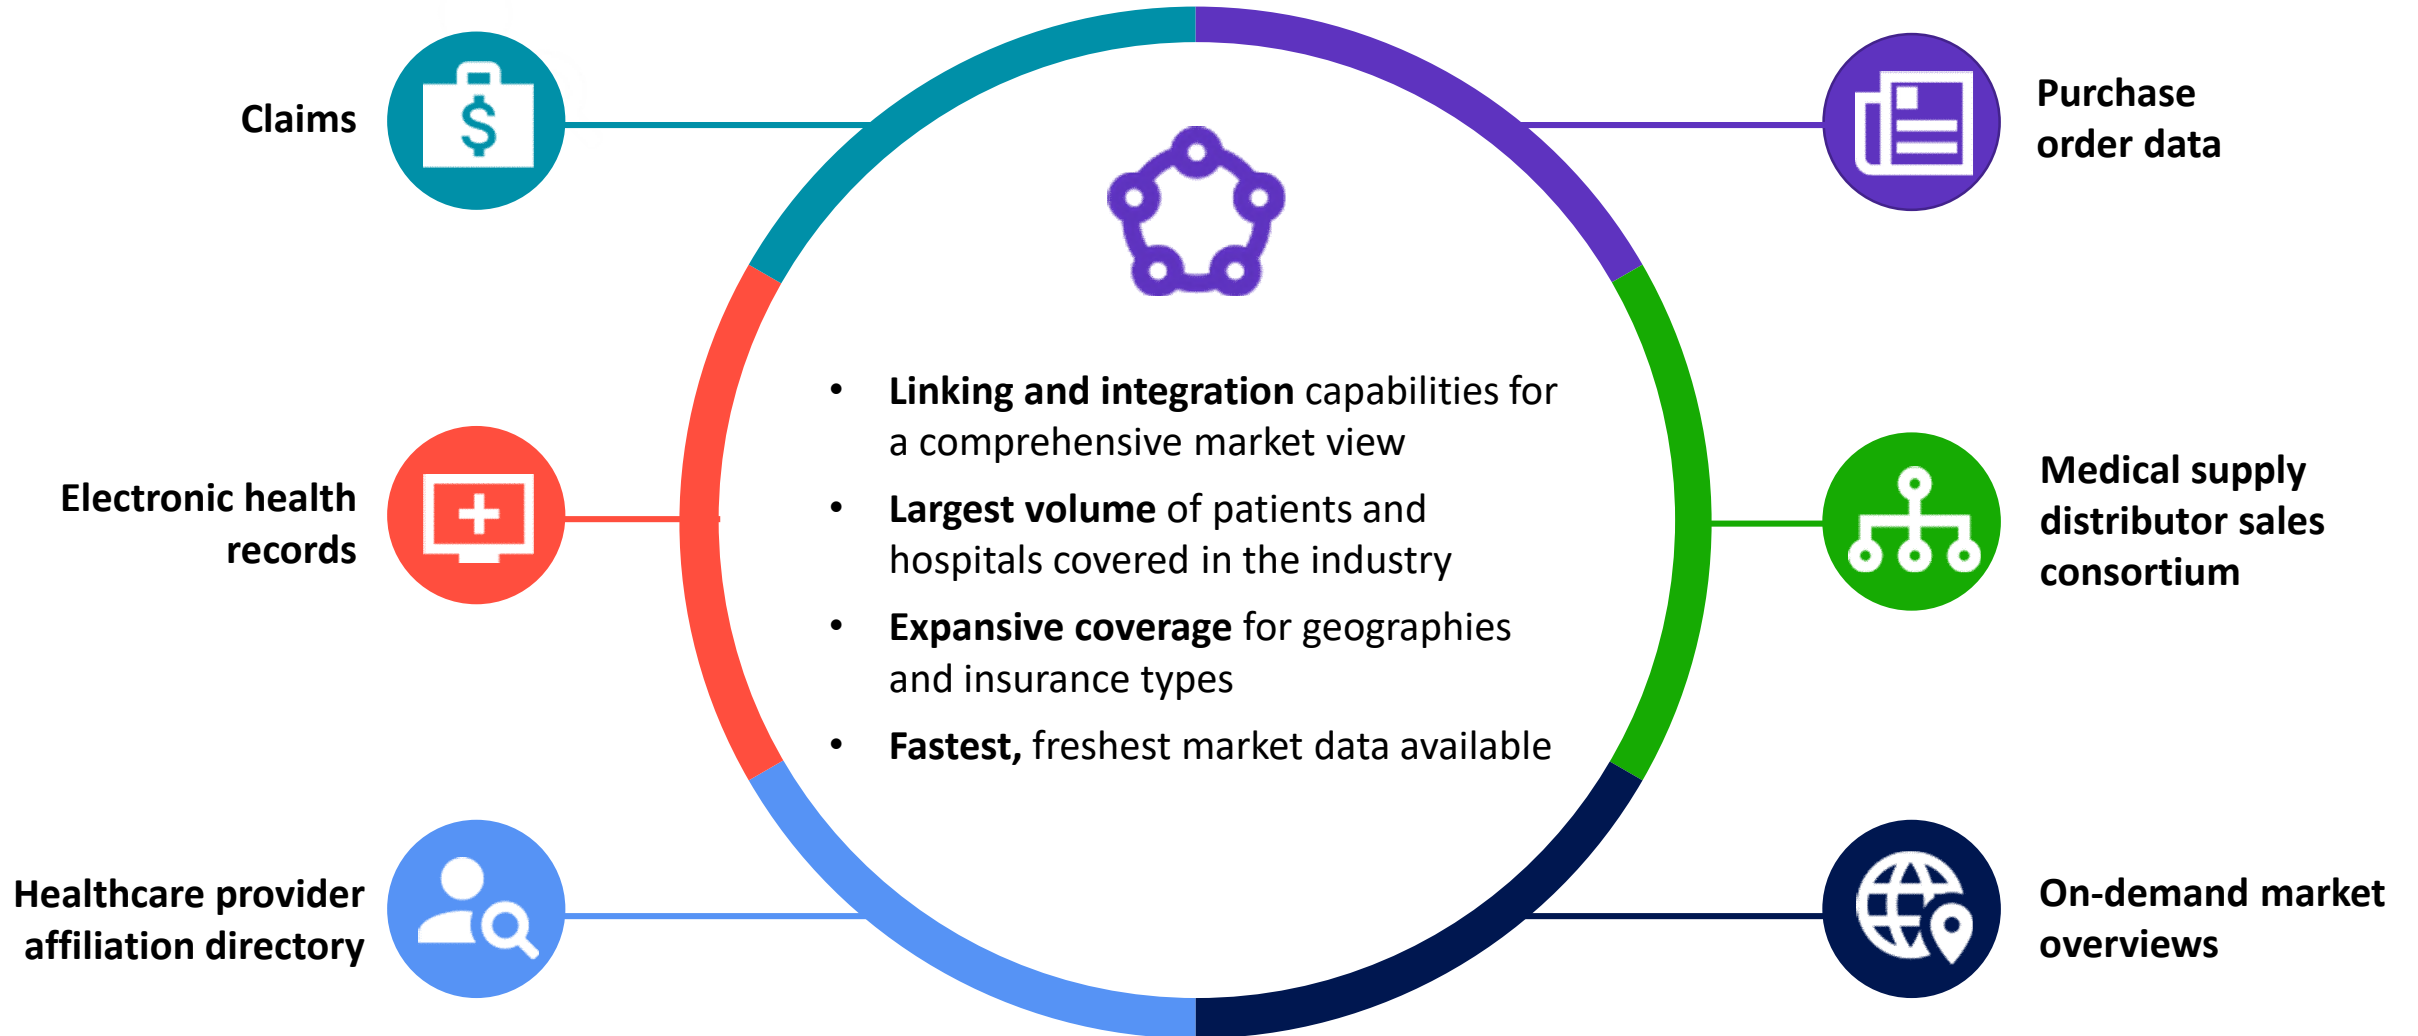 Claims
Electronic health
records
Healthcare provider
affiliation directory
• Linking and integration capabilities for
a comprehensive market view
• Largest volume of patients and
hospitals covered in the industry
• Expansive coverage for geographies
and insurance types
• Fastest, freshest market data available
Purchase
order data
Medical supply
distributor sales
consortium
On-demand market
overviews